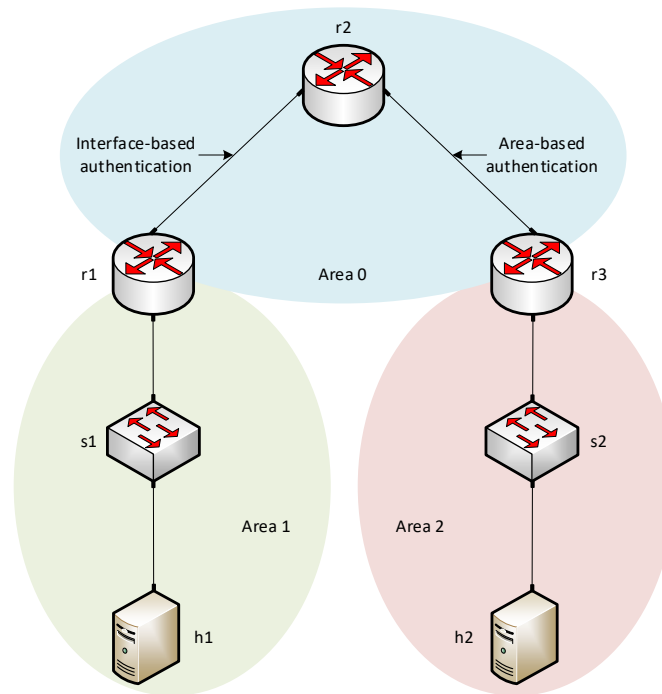 r2
Interface-based
authentication
Area-based
authentication
r1
Area 0
r3
s1
s2
Area 1
Area 2
h1
h2